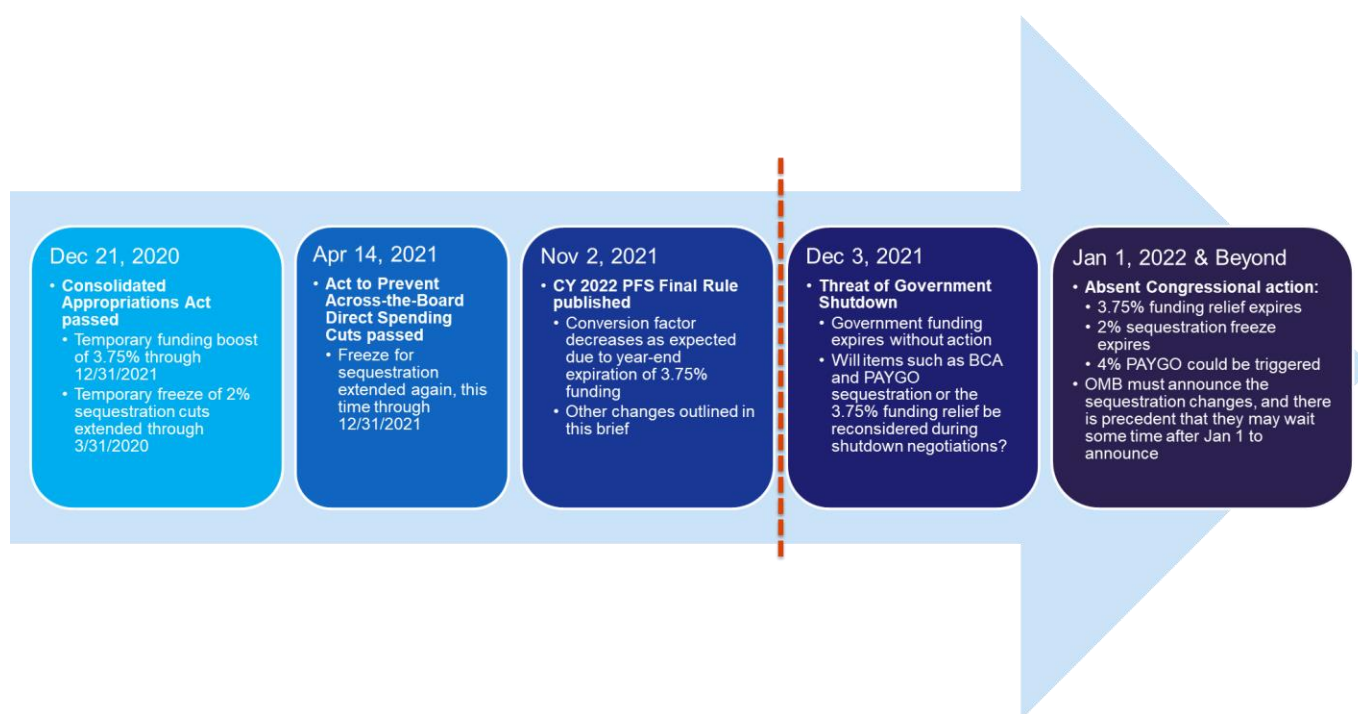 Dec 21, 2020
• Consolidated
Appropriations Act
passed
• Temporary funding boost
of 3.75% through
12/31/2021
• Temporary freeze of 2%
sequestration cuts
extended through
3/31/2020
Apr 14, 2021
• Act to Prevent
Across-the-Board
Direct Spending
Cuts passed
• Freeze for
sequestration
extended again, this
time through
12/31/2021
Nov 2, 2021
• CY 2022 PFS Final Rule
published
• Conversion factor
decreases as expected
due to year-end
expiration of 3.75%
funding
• Other changes outlined in
this brief
Dec 3, 2021
• Threat of Government
Shutdown
• Government funding
expires without action
• Will items such as BCA
and PAYGO
sequestration or the
3.75% funding relief be
reconsidered during
shutdown negotiations?
Jan 1, 2022 & Beyond
• Absent Congressional action:
• 3.75% funding relief expires
• 2% sequestration freeze
expires
• 4% PAYGO could be triggered
• OMB must announce the
sequestration changes, and there
is precedent that they may wait
some time after Jan 1 to
announce